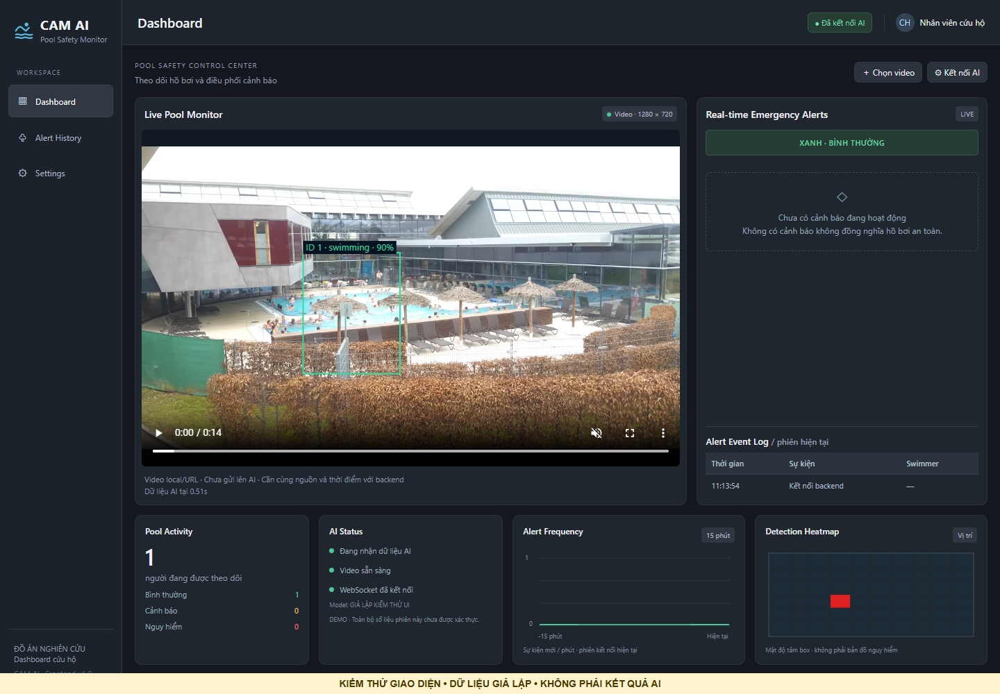 CAM AI
Pool Safety Monitor
WORKSPACE
Dashboard
Alert History
Settings
ĐỒ ÁN NGHIÊN CỨU
Dashboard cứu hộ
Dashboard
● Đã kết nối AI
CH
Nhân viên cứu hộ
POOL SAFETY CONTROL CENTER
Theo dõi hồ bơi và điều phối cảnh báo
+ Chọn video
Kết nối AI
Live Pool Monitor
Video · 1280 × 720
ID 1 · swimming · 90%
0:00 / 0:14
Video local/URL · Chưa gửi lên AI · Cần cùng nguồn và thời điểm với backend
Dữ liệu AI tại 0.51s
Real-time Emergency Alerts
LIVE
XANH · BÌNH THƯỜNG
Chưa có cảnh báo đang hoạt động
Không có cảnh báo không đồng nghĩa hồ bơi an toàn.
Alert Event Log / phiên hiện tại
Thời gian Sự kiện Swimmer
11:13:54 Kết nối backend —
Pool Activity
1
người đang được theo dõi
Bình thường 1
Cảnh báo 0
Nguy hiểm 0
AI Status
Đang nhận dữ liệu AI
Video sẵn sàng
WebSocket đã kết nối
Model: GIẢ LẬP KIỂM THỬ UI
DEMO · Toàn bộ số liệu phiên này chưa được xác thực.
Alert Frequency
15 phút
1
0
-15 phút Hiện tại
Sự kiện mới / phút · phiên kết nối hiện tại
Detection Heatmap
Vị trí
Mật độ tâm box · không phải bản đồ nguy hiểm
KIỂM THỬ GIAO DIỆN • DỮ LIỆU GIẢ LẬP • KHÔNG PHẢI KẾT QUẢ AI